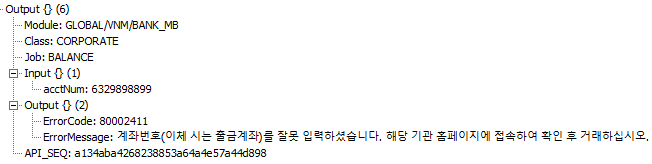 Output {} (6)
Module: GLOBAL/VNM/BANK_MB
Class: CORPORATE
Job: BALANCE
Input {} (1)
acctNum: 6329898899
Output {} (2)
ErrorCode: 80002411
ErrorMessage: 계좌번호(이체 시는 출금계좌)를 잘못 입력하셨습니다. 해당 기관 홈페이지에 접속하여 확인 후 거래하십시오.
API_SEQ: a134aba4268238853a64a4e57a44d898